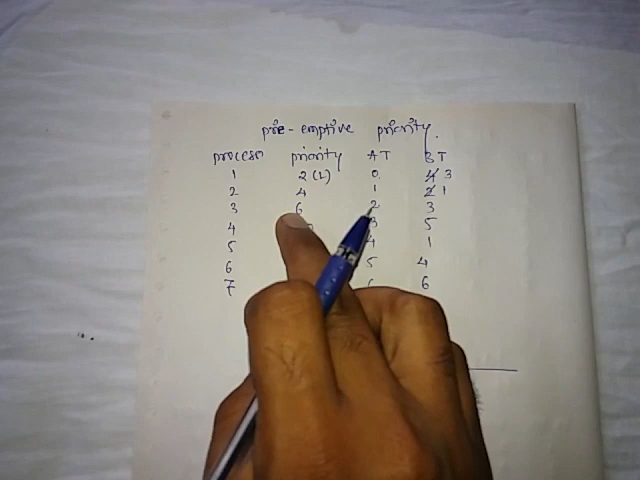 pre-emptive priority.
process priority AT BT
1 2(L) 0 4 3
2 4 1 2 1
3 6 2 3
4 3 5
5 4 1
6 5 4
7 6